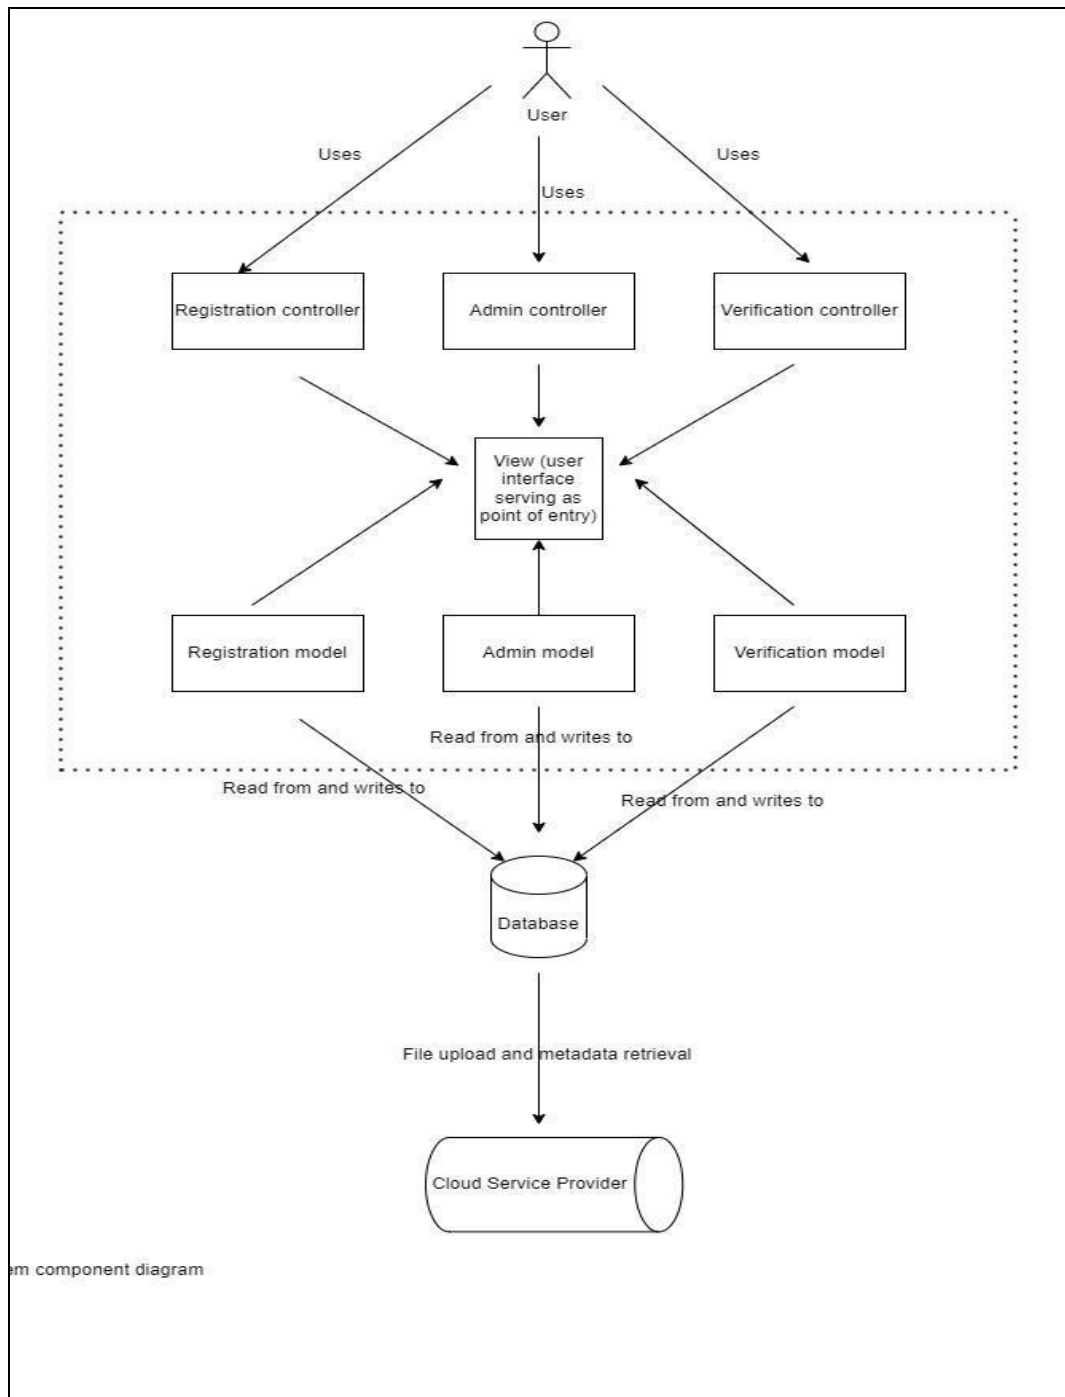 User
Uses
Uses
Uses
Registration controller
Admin controller
Verification controller
View (user
interface
serving as
point of entry)
Registration model
Admin model
Verification model
Read from and writes to
Read from and writes to
Read from and writes to
Database
File upload and metadata retrieval
Cloud Service Provider
em component diagram